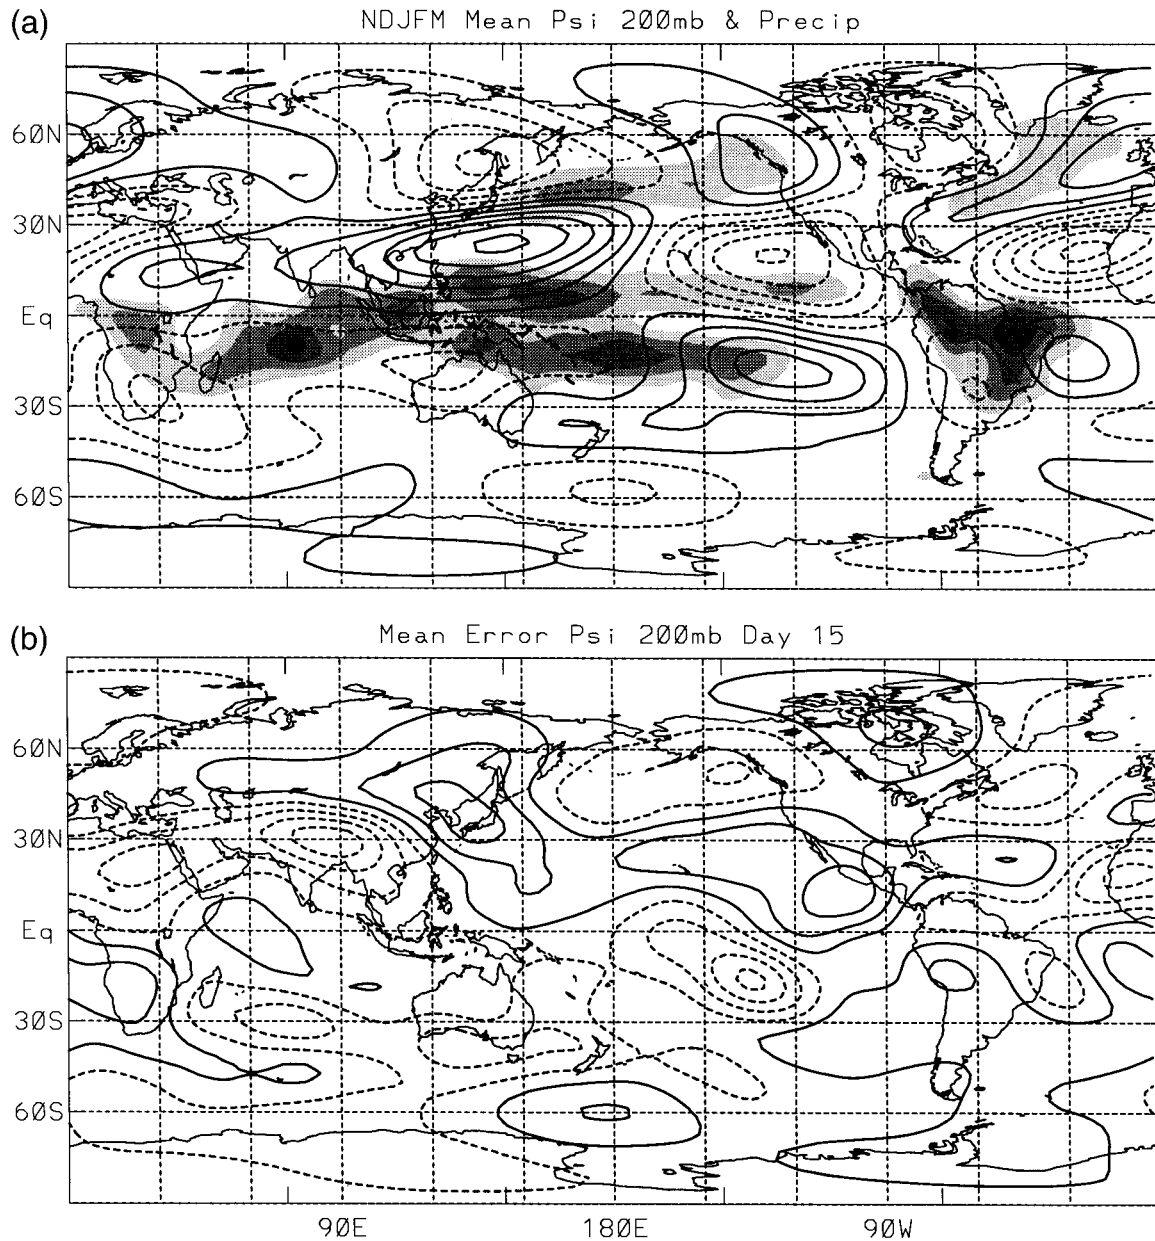 (a)
NDJFM Mean Psi 200mb & Precip
60N
30N
Eq
30S
60S
(b)
Mean Error Psi 200mb Day 15
60N
30N
Eq
30S
60S
90E 180E 90W